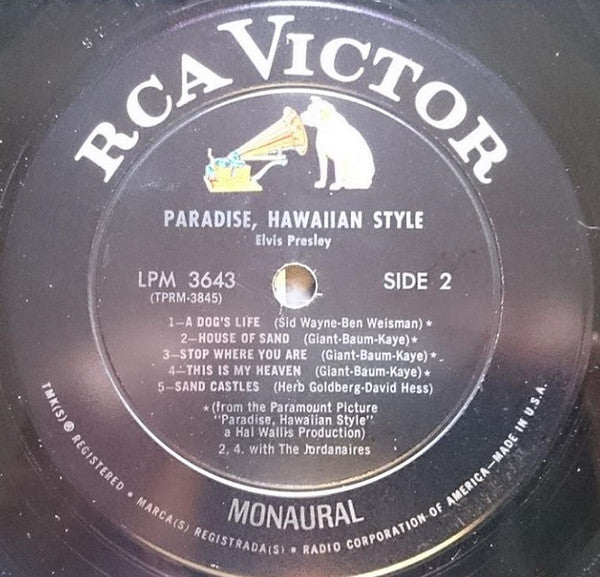 RCA VICTOR
PARADISE, HAWAIIAN STYLE
Elvis Presley
LPM 3643
(TPRM-3845)
SIDE 2
1—A DOG'S LIFE (Sid Wayne-Ben Weisman)*
2—HOUSE OF SAND (Giant-Baum-Kaye)*
3—STOP WHERE YOU ARE (Giant-Baum-Kaye)*
4—THIS IS MY HEAVEN (Giant-Baum-Kaye)*
5—SAND CASTLES (Herb Goldberg-David Hess)
*(from the Paramount Picture
"Paradise, Hawaiian Style"
a Hal Wallis Production)
2, 4. with The Jordanaires
MONAURAL
TMK(S) ® REGISTERED • MARCA(S) REGISTRADA(S) • RADIO CORPORATION OF AMERICA—MADE IN U.S.A.